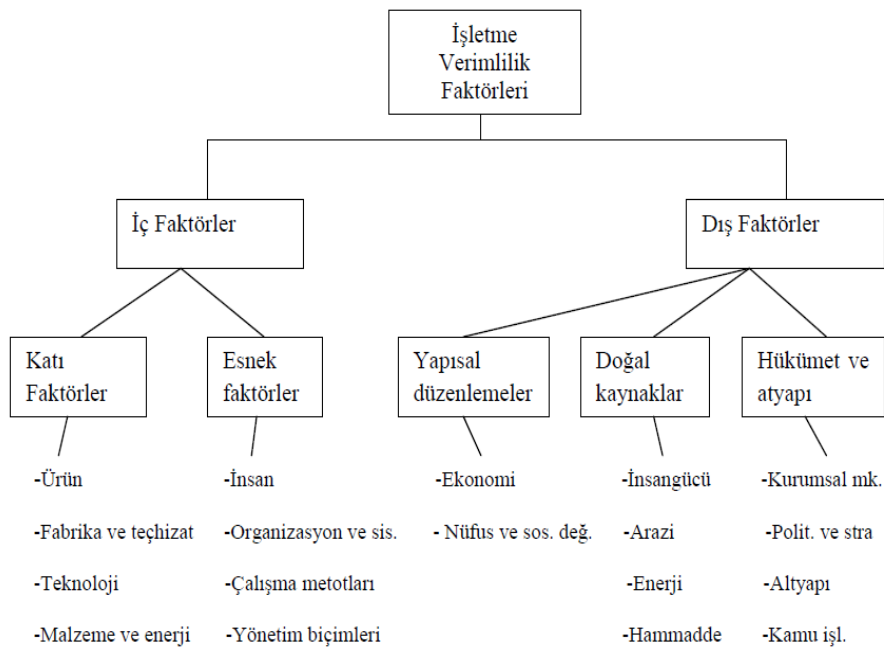 İşletme
Verimlilik
Faktörleri
İç Faktörler
Dış Faktörler
Katı
Faktörler
Esnek
faktörler
Yapısal
düzenlemeler
Doğal
kaynaklar
Hükümet ve
atyapı
-Ürün
-Fabrika ve teçhizat
-Teknoloji
-Malzeme ve enerji
-İnsan
-Organizasyon ve sis.
-Çalışma metotları
-Yönetim biçimleri
-Ekonomi
- Nüfus ve sos. değ.
-İnsangücü
-Arazi
-Enerji
-Hammadde
-Kurumsal mk.
-Polit. ve stra
-Altyapı
-Kamu işl.